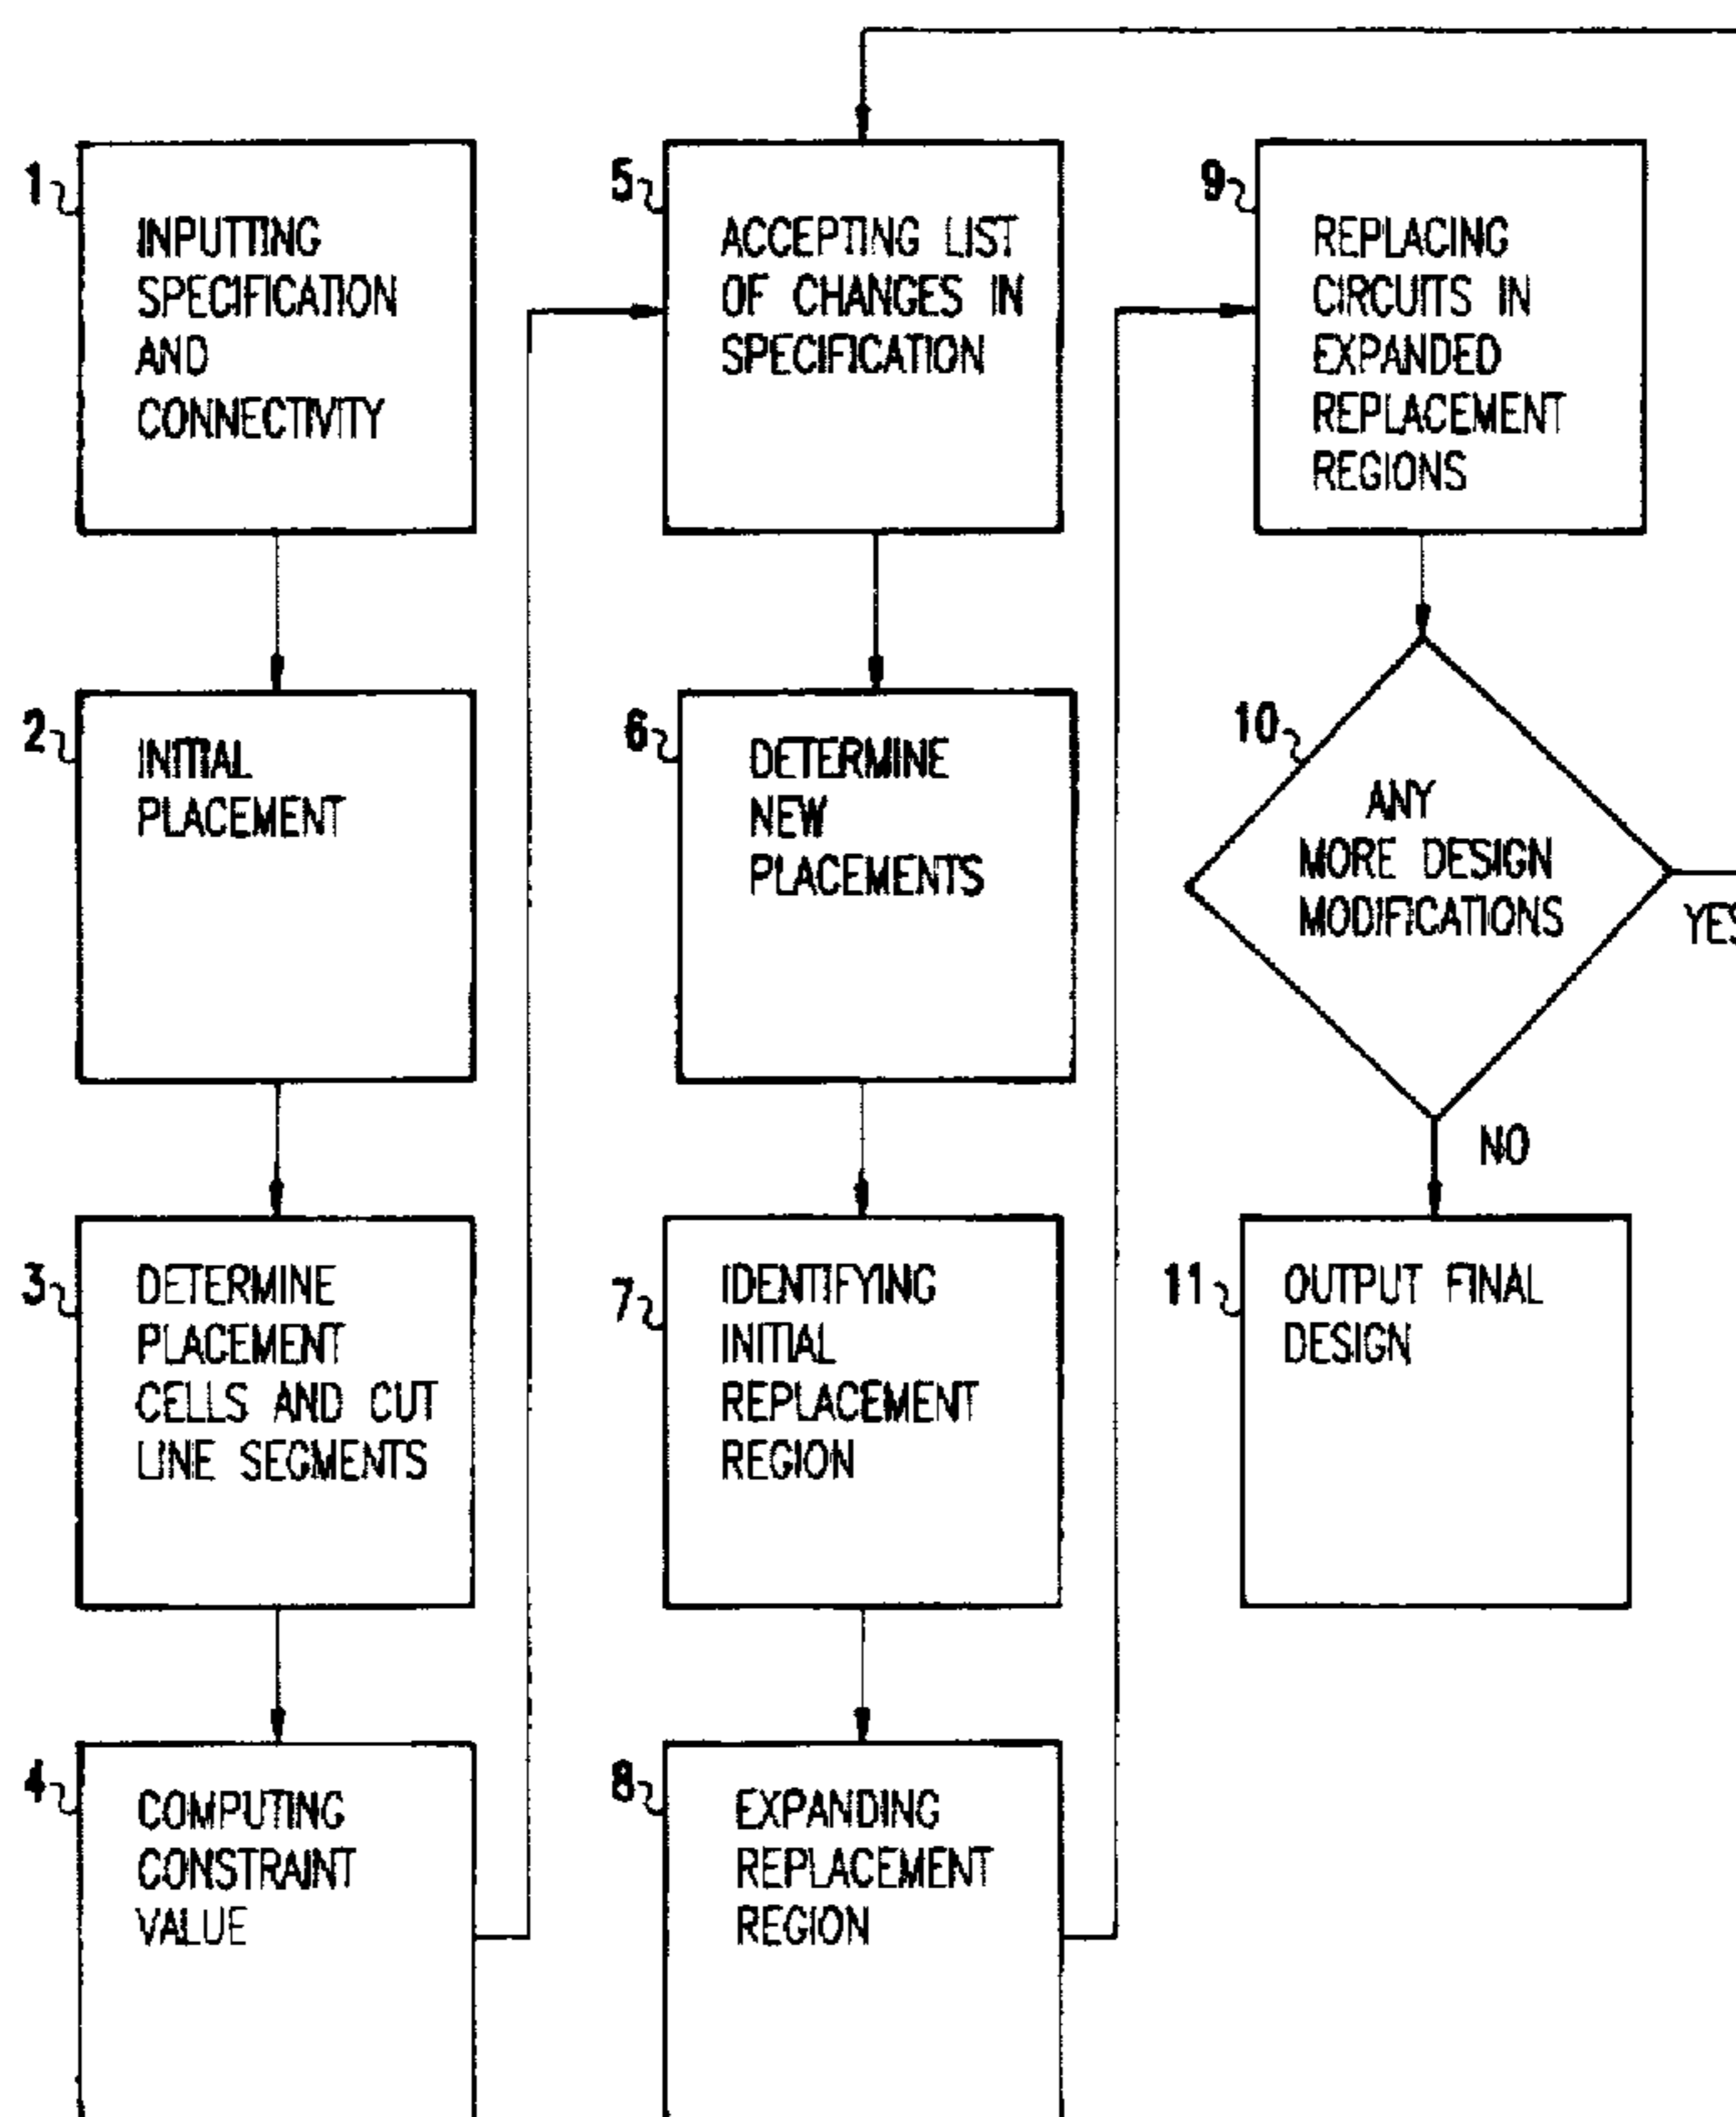 1
INPUTTING
SPECIFICATION
AND
CONNECTIVITY
2
INITIAL
PLACEMENT
3
DETERMINE
PLACEMENT
CELLS AND CUT
LINE SEGMENTS
4
COMPUTING
CONSTRAINT
VALUE
5
ACCEPTING LIST
OF CHANGES IN
SPECIFICATION
6
DETERMINE
NEW
PLACEMENTS
7
IDENTIFYING
INITIAL
REPLACEMENT
REGION
8
EXPANDING
REPLACEMENT
REGION
9
REPLACING
CIRCUITS IN
EXPANDED
REPLACEMENT
REGIONS
10
ANY
MORE DESIGN
MODIFICATIONS
YES
NO
11
OUTPUT FINAL
DESIGN